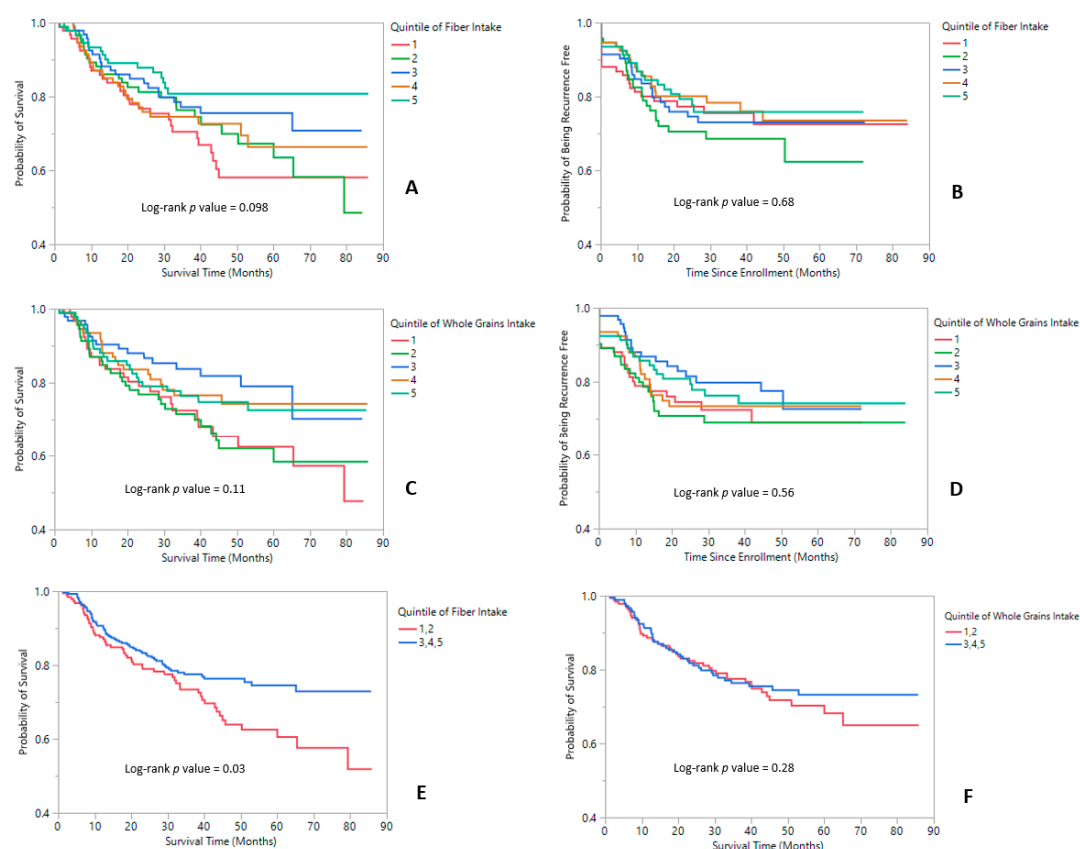 Quintile of Fiber Intake
1
2
3
4
5
Probability of Survival
1.0
0.8
0.6
0.4
Log-rank p value = 0.098
A
0 10 20 30 40 50 60 70 80 90
Survival Time (Months)
Quintile of Fiber Intake
1
2
3
4
5
Probability of Being Recurrence Free
1.0
0.8
0.6
0.4
Log-rank p value = 0.68
B
0 10 20 30 40 50 60 70 80 90
Time Since Enrollment (Months)
Quintile of Whole Grains Intake
1
2
3
4
5
Probability of Survival
1.0
0.8
0.6
0.4
Log-rank p value = 0.11
C
0 10 20 30 40 50 60 70 80 90
Survival Time (Months)
Quintile of Whole Grains Intake
1
2
3
4
5
Probability of Being Recurrence Free
1.0
0.8
0.6
0.4
Log-rank p value = 0.56
D
0 10 20 30 40 50 60 70 80 90
Time Since Enrollment (Months)
Quintile of Fiber Intake
1,2
3,4,5
Probability of Survival
1.0
0.8
0.6
0.4
Log-rank p value = 0.03
E
0 10 20 30 40 50 60 70 80 90
Survival Time (Months)
Quintile of Whole Grains Intake
1,2
3,4,5
Probability of Survival
1.0
0.8
0.6
0.4
Log-rank p value = 0.28
F
0 10 20 30 40 50 60 70 80 90
Survival Time (Months)